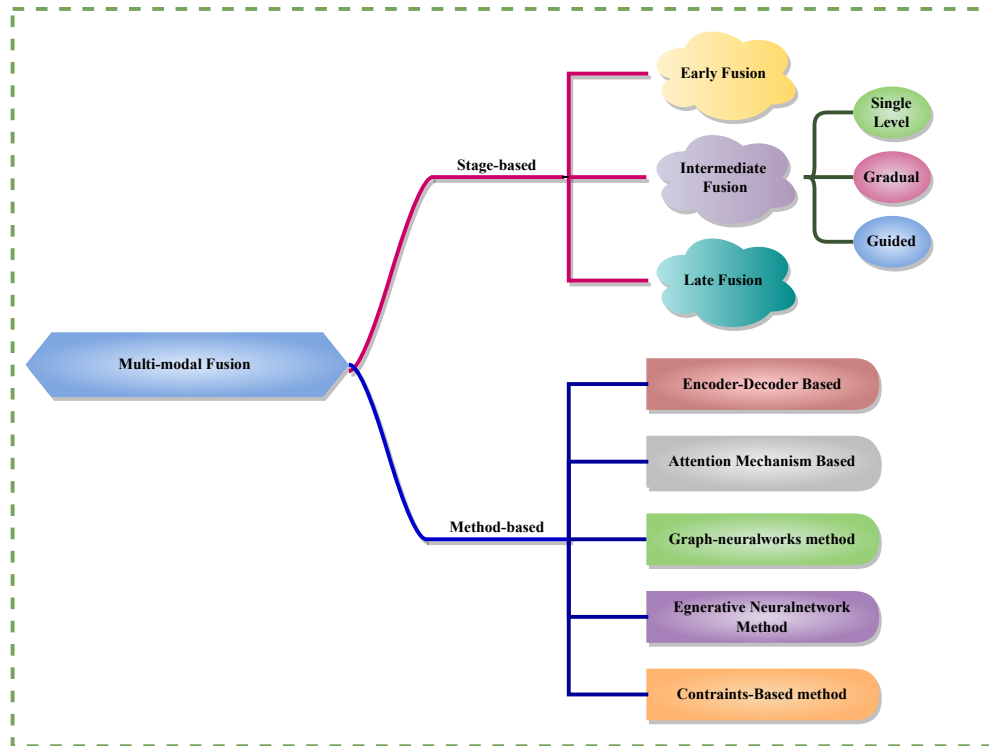 Early Fusion
Single
Level
Stage-based
Intermediate
Fusion
Gradual
Guided
Late Fusion
Multi-modal Fusion
Encoder-Decoder Based
Attention Mechanism Based
Method-based
Graph-neuralworks method
Egnerative Neuralnetwork
Method
Contraints-Based method